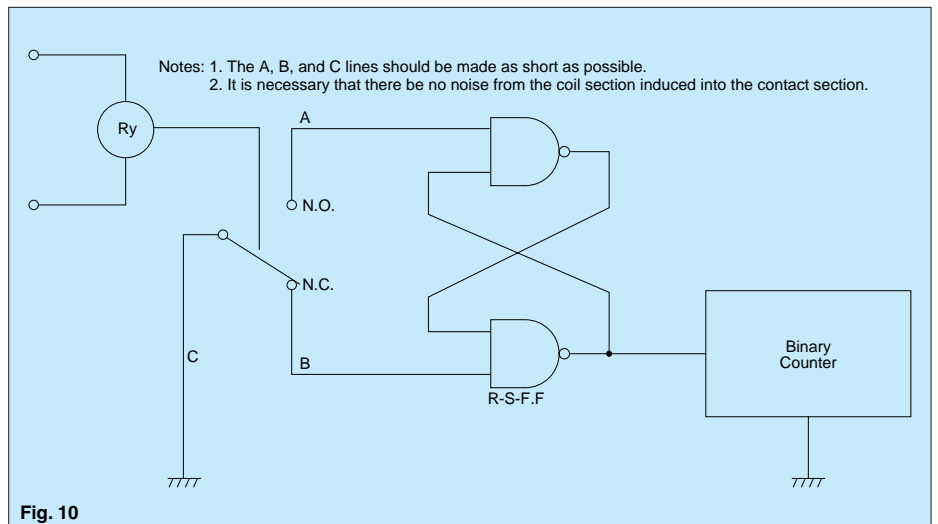 Notes: 1. The A, B, and C lines should be made as short as possible.
2. It is necessary that there be no noise from the coil section induced into the contact section.
A
Ry
N.O.
N.C.
C
B
Binary
Counter
R-S-F.F
Fig. 10